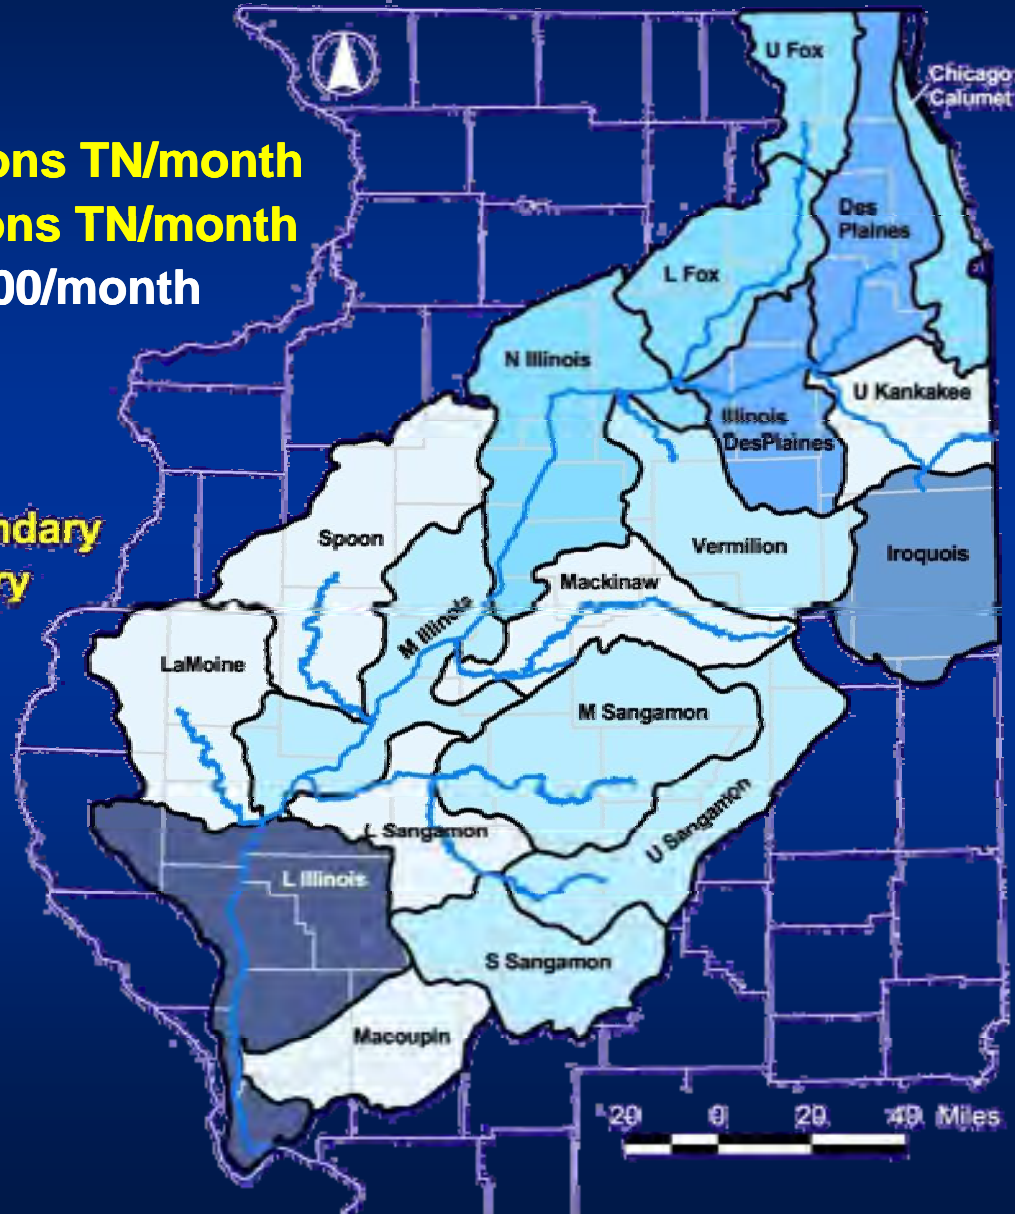 U Fox
Chicago
Calumet
ons TN/month
Des
Plaines
ons TN/month
L Fox
00/month
N Illinois
U Kankakee
Illinois
DesPlaines
ndary
Spoon
Vermilion
Iroquois
ry
Mackinaw
M Illinois
LaMoine
M Sangamon
U Sangamon
L Sangamon
L Illinois
S Sangamon
Macoupin
20 0 20 40 Miles